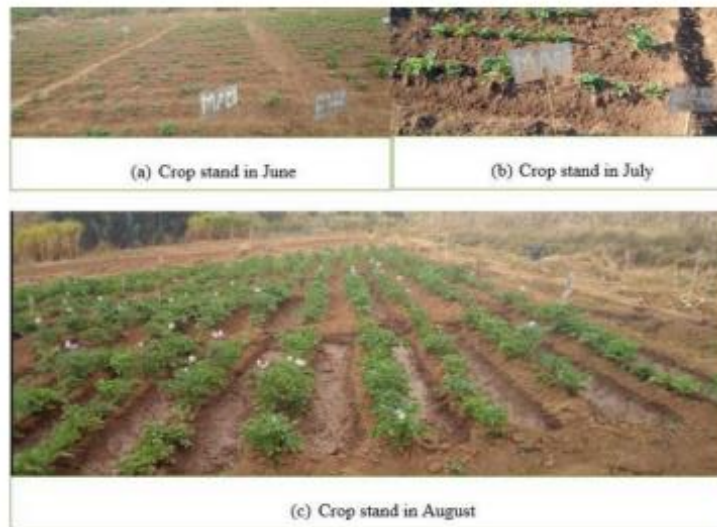 (a) Crop stand in June
(b) Crop stand in July
(c) Crop stand in August